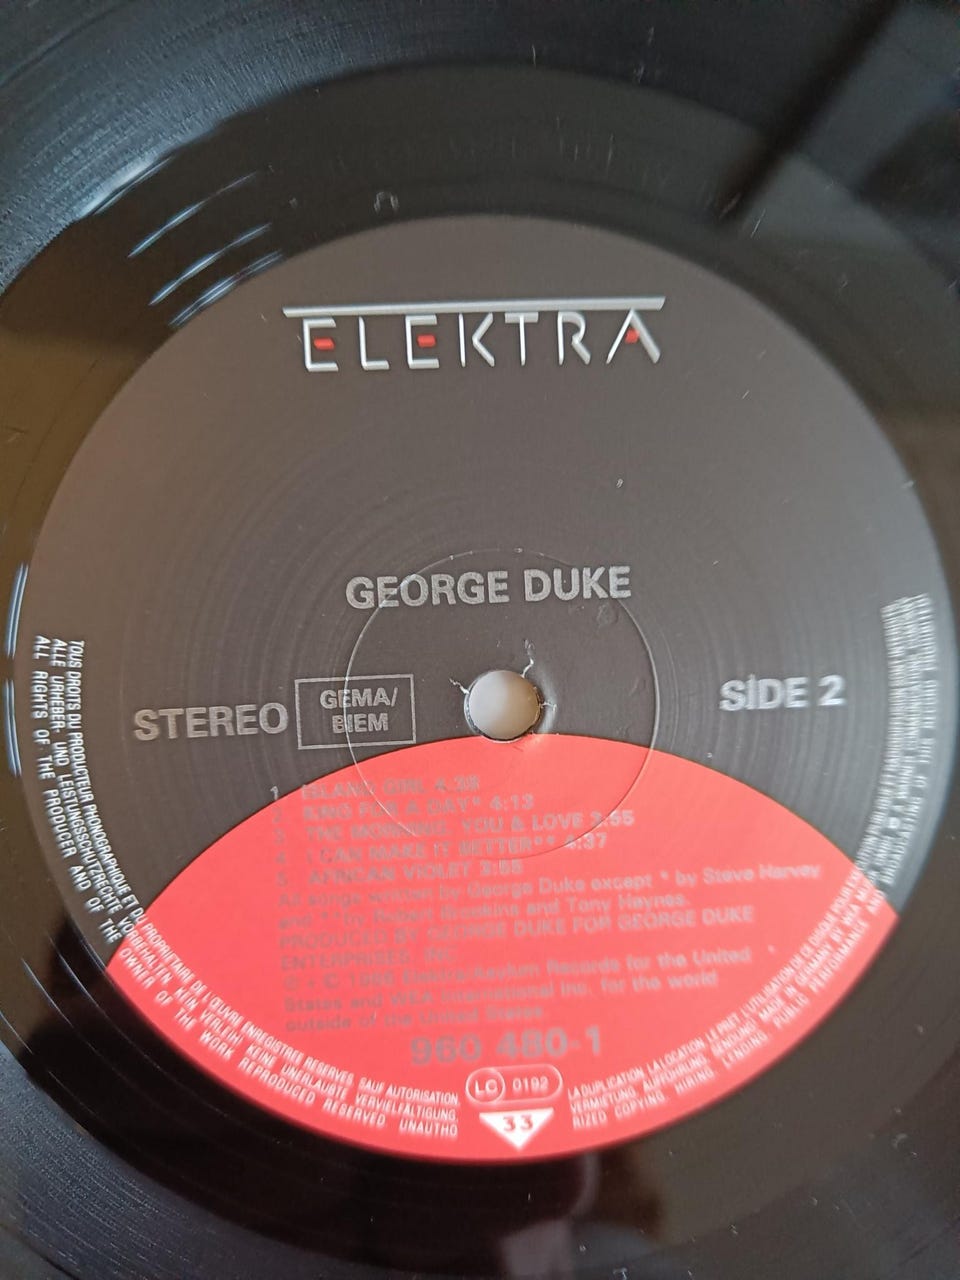 ELEKTRA
GEORGE DUKE
STEREO
GEMA/
BIEM
SIDE 2
1. ISLAND GIRL 4:38
2. KING FOR A DAY* 4:13
3. THE MORNING, YOU & LOVE 3:55
4. I CAN MAKE IT BETTER** 4:37
5. AFRICAN VIOLET 3:55
All songs written by George Duke except * by Steve Harvey
and ** by Robert Brookins and Tony Haynes.
PRODUCED BY GEORGE DUKE FOR GEORGE DUKE
ENTERPRISES, INC.
Elektra/Asylum Records for the United
States and WEA International Inc. for the world
outside of the United States.
960 480-1
LC 0192
33
TOUS DROITS DU PRODUCTEUR PHONOGRAPHIQUE ET DU PROPRIETAIRE DE L'ŒUVRE ENREGISTREE RESERVES. SAUF AUTORISATION,
ALLE URHEBER- UND LEISTUNGSSCHUTZRECHTE VORBEHALTEN. KEIN VERLEIH! KEINE UNERLAUBTE VERVIELFÄLTIGUNG,
ALL RIGHTS OF THE PRODUCER AND OF THE OWNER OF THE WORK REPRODUCED RESERVED. UNAUTHO
LA DUPLICATION, LA LOCATION, LE PRET, L'UTILISATION DE CE DISQUE POUR
VERMIETUNG, AUFFÜHRUNG, SENDUNG. MADE IN GERMANY BY
RIZED COPYING, HIRING, LENDING, PUBLIC PERFORMANCE AND